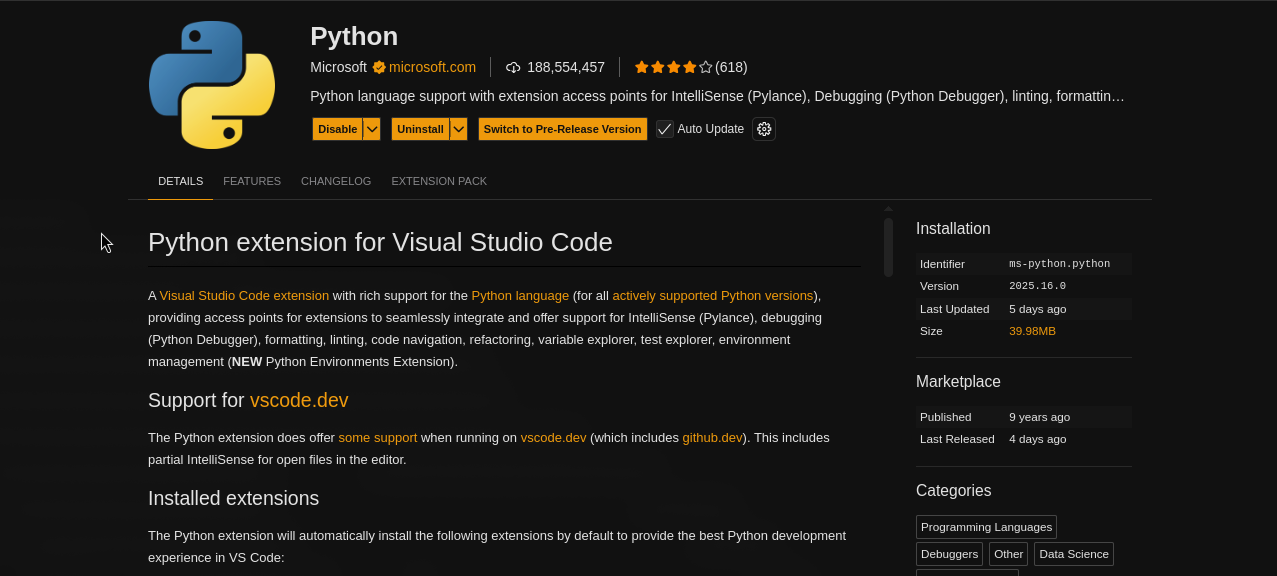 Python
Microsoft microsoft.com 188,554,457 (618)
Python language support with extension access points for IntelliSense (Pylance), Debugging (Python Debugger), linting, formattin…
Disable Uninstall Switch to Pre-Release Version Auto Update
DETAILS FEATURES CHANGELOG EXTENSION PACK
Python extension for Visual Studio Code
A Visual Studio Code extension with rich support for the Python language (for all actively supported Python versions),
providing access points for extensions to seamlessly integrate and offer support for IntelliSense (Pylance), debugging
(Python Debugger), formatting, linting, code navigation, refactoring, variable explorer, test explorer, environment
management (NEW Python Environments Extension).
Support for vscode.dev
The Python extension does offer some support when running on vscode.dev (which includes github.dev). This includes
partial IntelliSense for open files in the editor.
Installed extensions
The Python extension will automatically install the following extensions by default to provide the best Python development
experience in VS Code:
Installation
Identifier ms-python.python
Version 2025.16.0
Last Updated 5 days ago
Size 39.98MB
Marketplace
Published 9 years ago
Last Released 4 days ago
Categories
Programming Languages
Debuggers Other Data Science